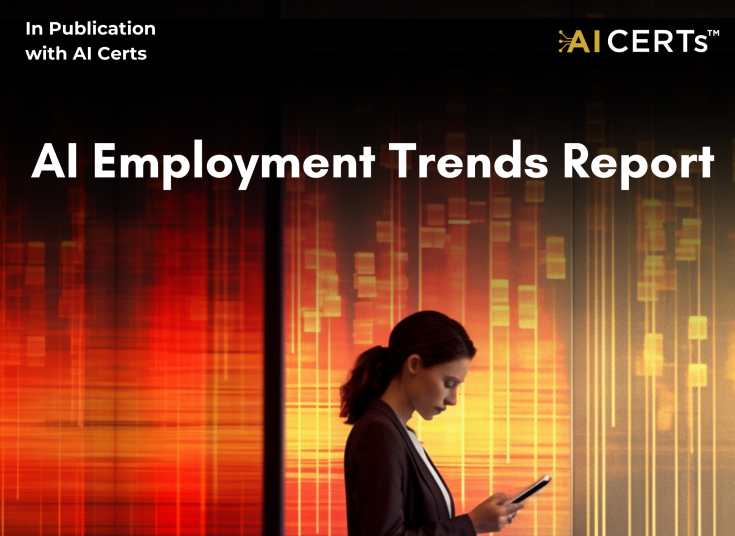 In Publication
with AI Certs
AI CERTs™
AI Employment Trends Report